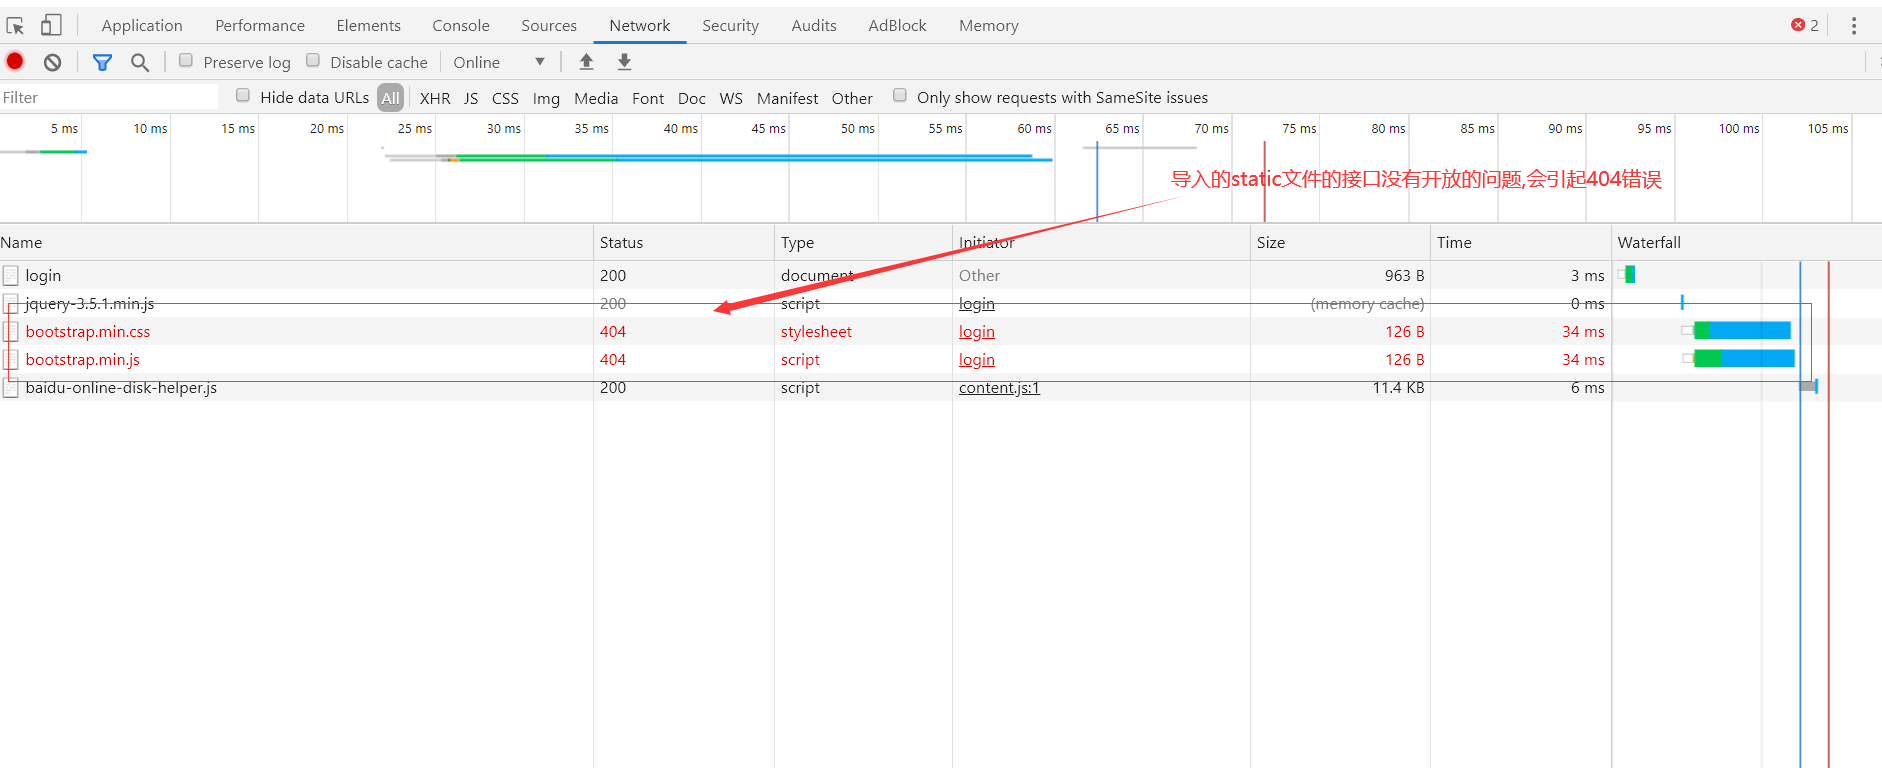 Application Performance Elements Console Sources Network Security Audits AdBlock Memory 2
Preserve log Disable cache Online
Filter Hide data URLs All XHR JS CSS Img Media Font Doc WS Manifest Other Only show requests with SameSite issues
5 ms 10 ms 15 ms 20 ms 25 ms 30 ms 35 ms 40 ms 45 ms 50 ms 55 ms 60 ms 65 ms 70 ms 75 ms 80 ms 85 ms 90 ms 95 ms 100 ms 105 ms
导入的static文件的接口没有开放的问题,会引起404错误
Name Status Type Initiator Size Time Waterfall
login 200 document Other 963 B 3 ms
jquery-3.5.1.min.js 200 script login (memory cache) 0 ms
bootstrap.min.css 404 stylesheet login 126 B 34 ms
bootstrap.min.js 404 script login 126 B 34 ms
baidu-online-disk-helper.js 200 script content.js:1 11.4 KB 6 ms